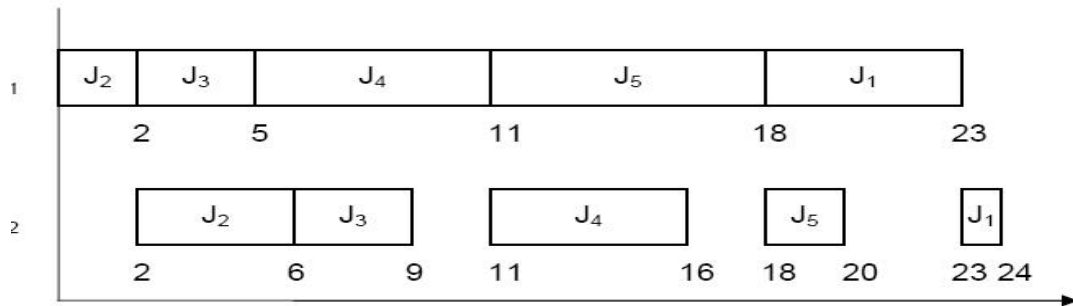 1 J₂ J₃ J₄ J₅ J₁
2 5 11 18 23
2 J₂ J₃ J₄ J₅ J₁
2 6 9 11 16 18 20 23 24